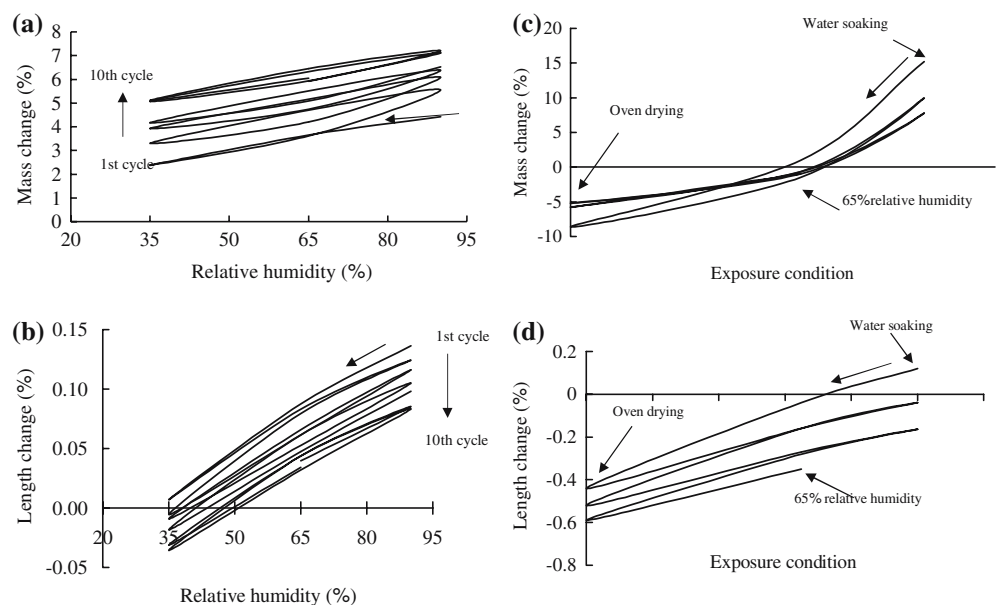 (a)
8
7
6
5
4
3
2
1
0
Mass change (%)
10th cycle
1st cycle
20 35 50 65 80 95
Relative humidity (%)
(c)
20
15
10
5
0
-5
-10
Mass change (%)
Water soaking
Oven drying
65%relative humidity
Exposure condition
(b)
0.15
0.10
0.05
0.00
-0.05
Length change (%)
1st cycle
10th cycle
20 35 50 65 80 95
Relative humidity (%)
(d)
0.2
0
-0.2
-0.4
-0.6
-0.8
Length change (%)
Water soaking
Oven drying
65%relative humidity
Exposure condition